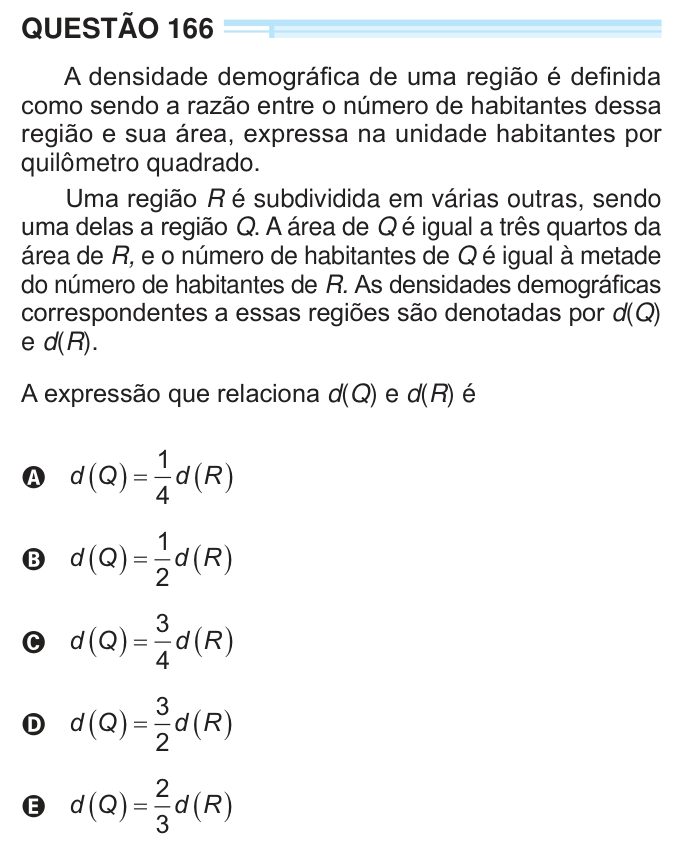 QUESTÃO 166
A densidade demográfica de uma região é definida
como sendo a razão entre o número de habitantes dessa
região e sua área, expressa na unidade habitantes por
quilômetro quadrado.
Uma região R é subdividida em várias outras, sendo
uma delas a região Q. A área de Q é igual a três quartos da
área de R, e o número de habitantes de Q é igual à metade
do número de habitantes de R. As densidades demográficas
correspondentes a essas regiões são denotadas por d(Q)
e d(R).
A expressão que relaciona d(Q) e d(R) é
A d(Q) = 1/4 d(R)
B d(Q) = 1/2 d(R)
C d(Q) = 3/4 d(R)
D d(Q) = 3/2 d(R)
E d(Q) = 2/3 d(R)